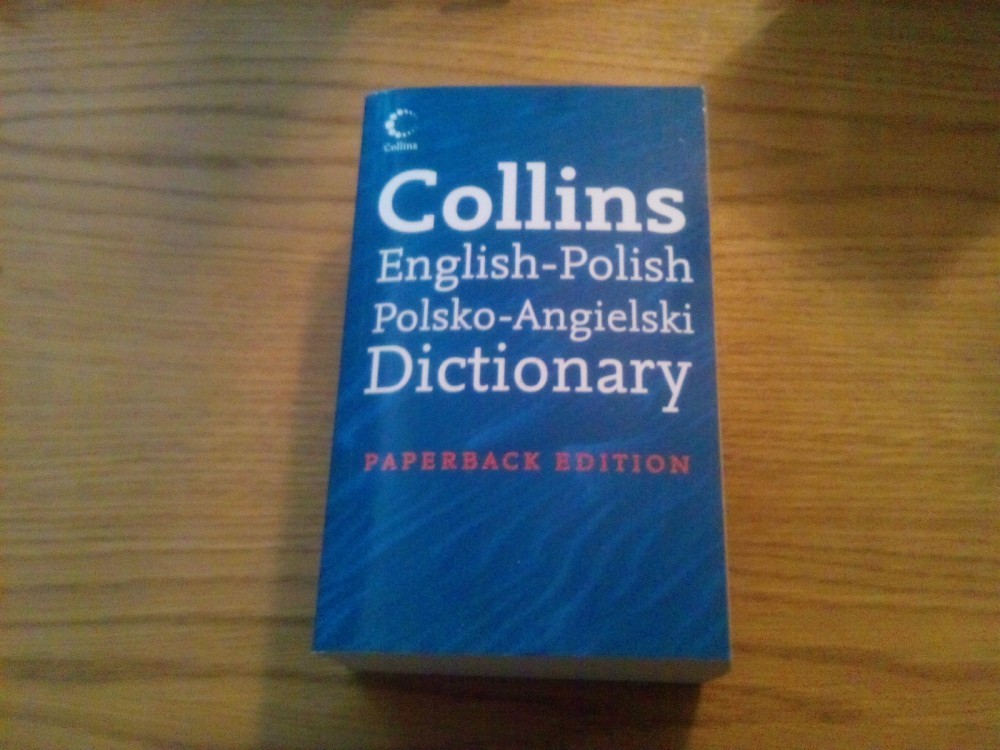 Collins
Collins
English-Polish
Polsko-Angielski
Dictionary
PAPERBACK EDITION